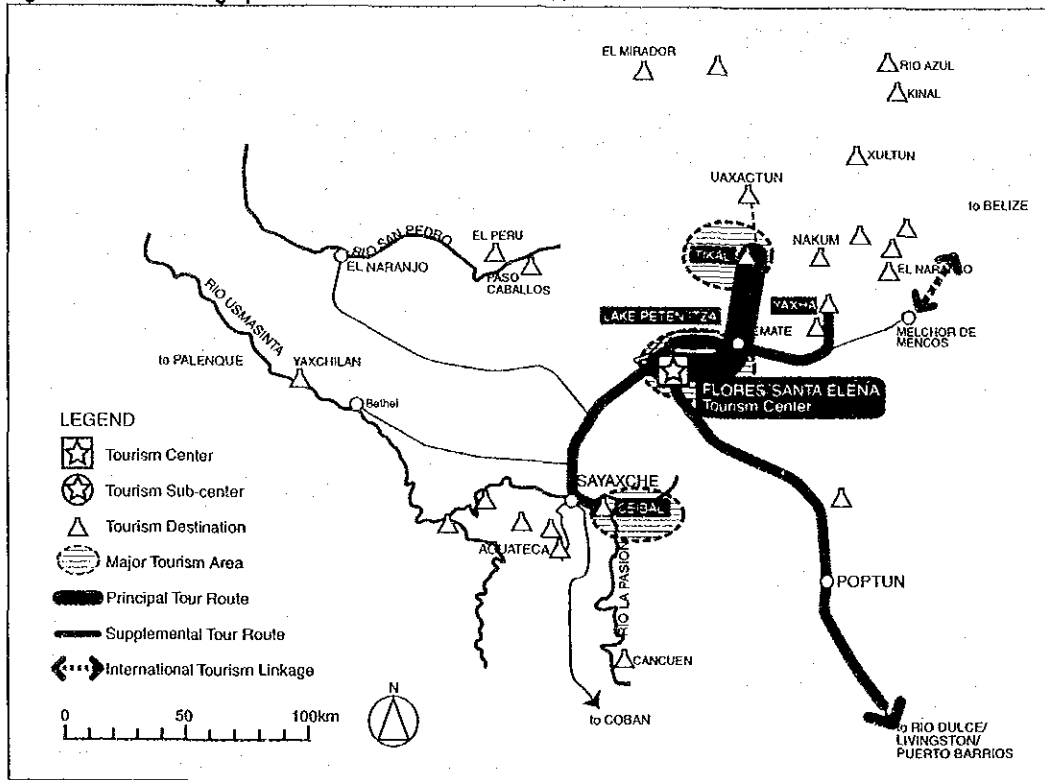 EL MIRADOR
RIO AZUL
KINAL
XULTUN
UAXACTUN
to BELIZE
RIO SAN PEDRO
EL PERU
EL NARANJO
PASO
CABALLOS
TIKAL
NAKUM
EL NARANJO
RIO USMASINTA
LAKE PETEN ITZA
YAXHA
EMATE
MELCHOR DE
MENCOS
to PALENQUE
YAXCHILAN
Bethel
FLORES SANTA ELENA
Tourism Center
LEGEND
Tourism Center
Tourism Sub-center
Tourism Destination
Major Tourism Area
Principal Tour Route
Supplemental Tour Route
International Tourism Linkage
SAYAXCHE
CEIBAL
AGUATECA
RIO LA PASION
POPTUN
CANCUEN
N
0 50 100km
to COBAN
to RIO DULCE/
LIVINGSTON/
PUERTO BARRIOS